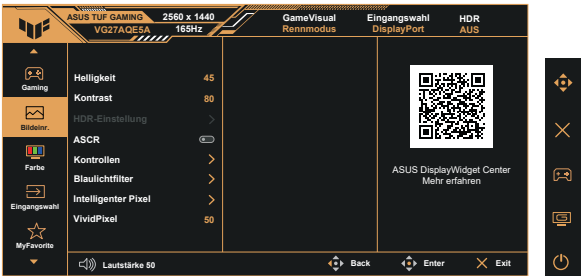 ASUS TUF GAMING 2560 x 1440 GameVisual Eingangswahl HDR
VG27AQE5A 165Hz Rennmodus DisplayPort AUS
Gaming
Bildeinr.
Farbe
Eingangswahl
MyFavorite
Helligkeit 45
Kontrast 80
HDR-Einstellung
ASCR
Kontrollen
Blaulichtfilter
Intelligenter Pixel
VividPixel 50
ASUS DisplayWidget Center
Mehr erfahren
Lautstärke 50 Back Enter Exit